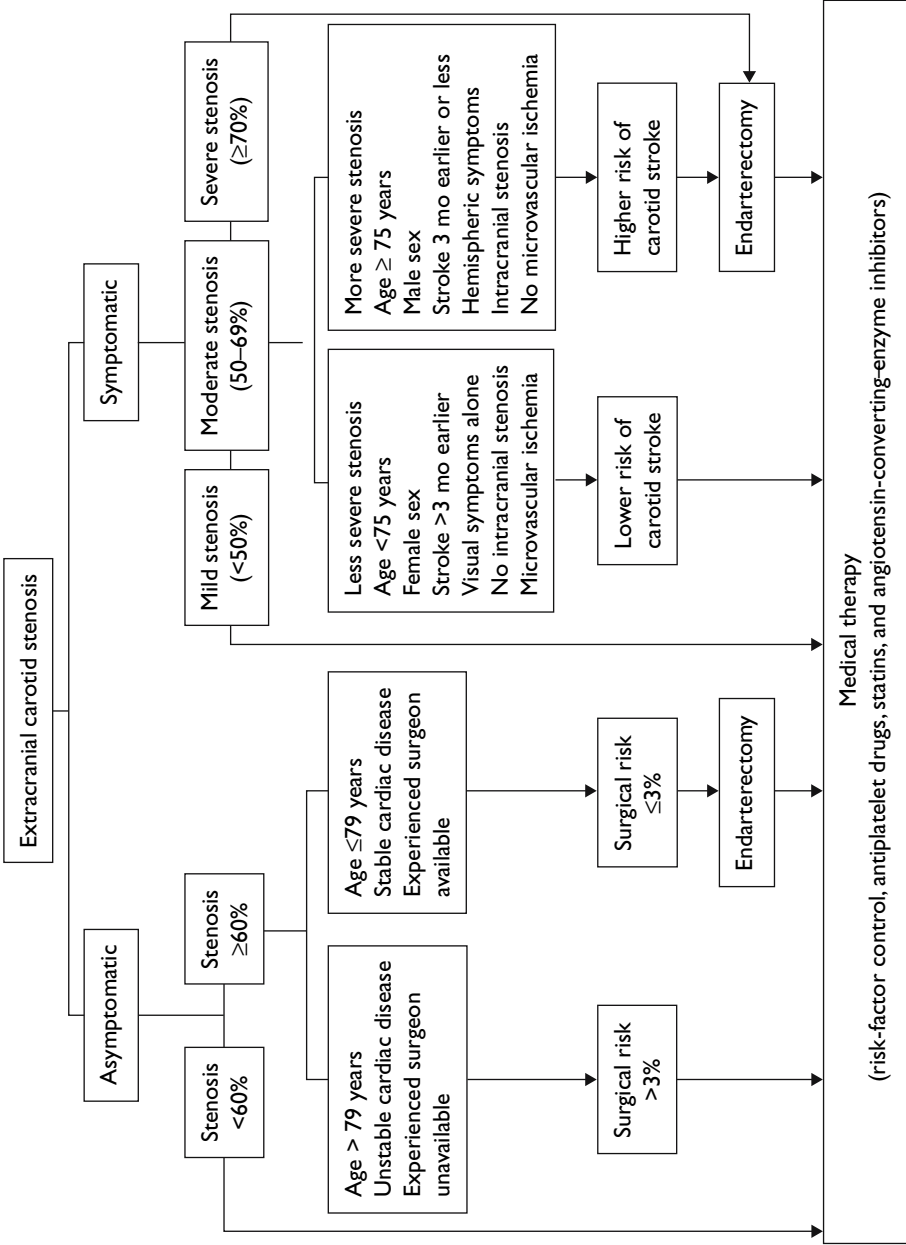 Extracranial carotid stenosis
Asymptomatic
Symptomatic
Stenosis
<60%
Stenosis
≥60%
Mild stenosis
(<50%)
Moderate stenosis
(50–69%)
Severe stenosis
(≥70%)
Age > 79 years
Unstable cardiac disease
Experienced surgeon
unavailable
Age ≤79 years
Stable cardiac disease
Experienced surgeon
available
Less severe stenosis
Age <75 years
Female sex
Stroke >3 mo earlier
Visual symptoms alone
No intracranial stenosis
Microvascular ischemia
More severe stenosis
Age ≥ 75 years
Male sex
Stroke 3 mo earlier or less
Hemispheric symptoms
Intracranial stenosis
No microvascular ischemia
Surgical risk
>3%
Surgical risk
≤3%
Lower risk of
carotid stroke
Higher risk of
carotid stroke
Endarterectomy
Endarterectomy
Medical therapy
(risk-factor control, antiplatelet drugs, statins, and angiotensin-converting-enzyme inhibitors)